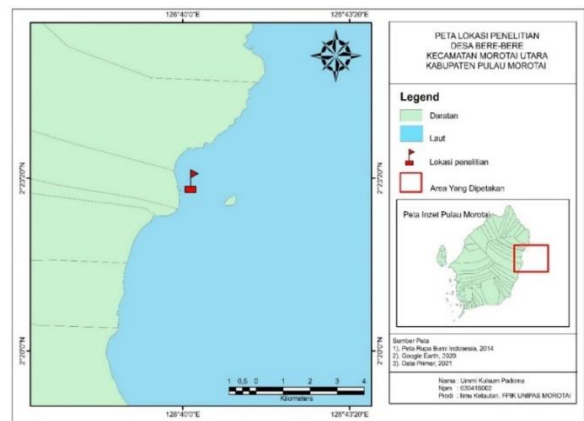 128°40'0"E
128°43'20"E
2°23'20"N
2°20'0"N
2°23'20"N
2°20'0"N
1 0,5 0 1 2 3 4
Kilometers
128°40'0"E
128°43'20"E
PETA LOKASI PENELITIAN
DESA BERE-BERE
KECAMATAN MOROTAI UTARA
KABUPATEN PULAU MOROTAI
Legend
Daratan
Laut
Lokasi penelitian
Area Yang Dipetakan
Peta Inzet Pulau Morotai
Sumber Peta
1). Peta Rupa Bumi Indonesia, 2014
2). Google Earth, 2020
3). Data Primer, 2021
Nama : Ummi Kulsum Padoma
Npm : 030416002
Prodi : Ilmu Kelautan, FPIK UNIPAS MOROTAI